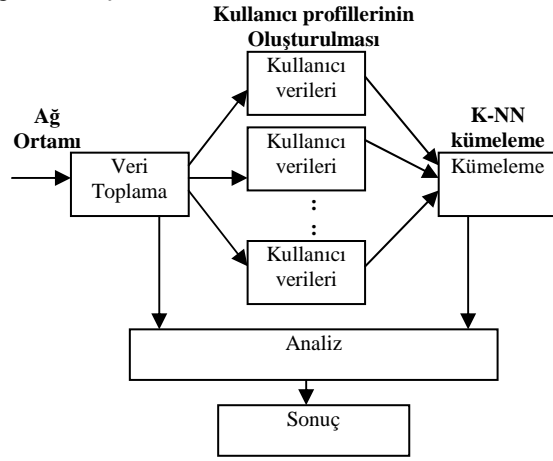 Kullanıcı profillerinin
Oluşturulması
Kullanıcı
verileri
Ağ
Ortamı
K-NN
kümeleme
Veri
Toplama
Kullanıcı
verileri
Kümeleme
:
:
Kullanıcı
verileri
Analiz
Sonuç